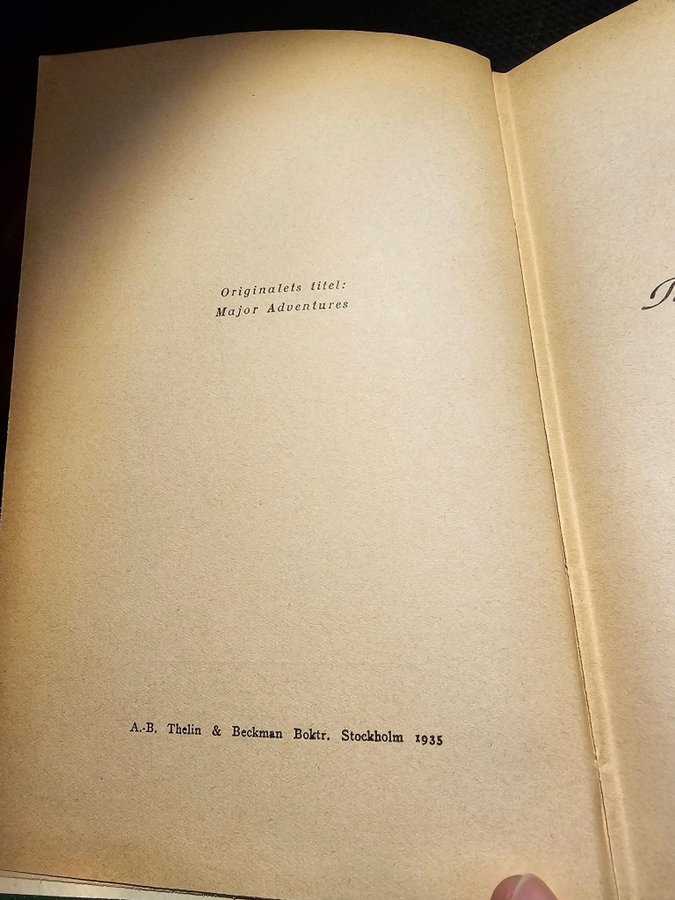 Originalets titel:
Major Adventures
A.-B. Thelin & Beckman Boktr. Stockholm 1935